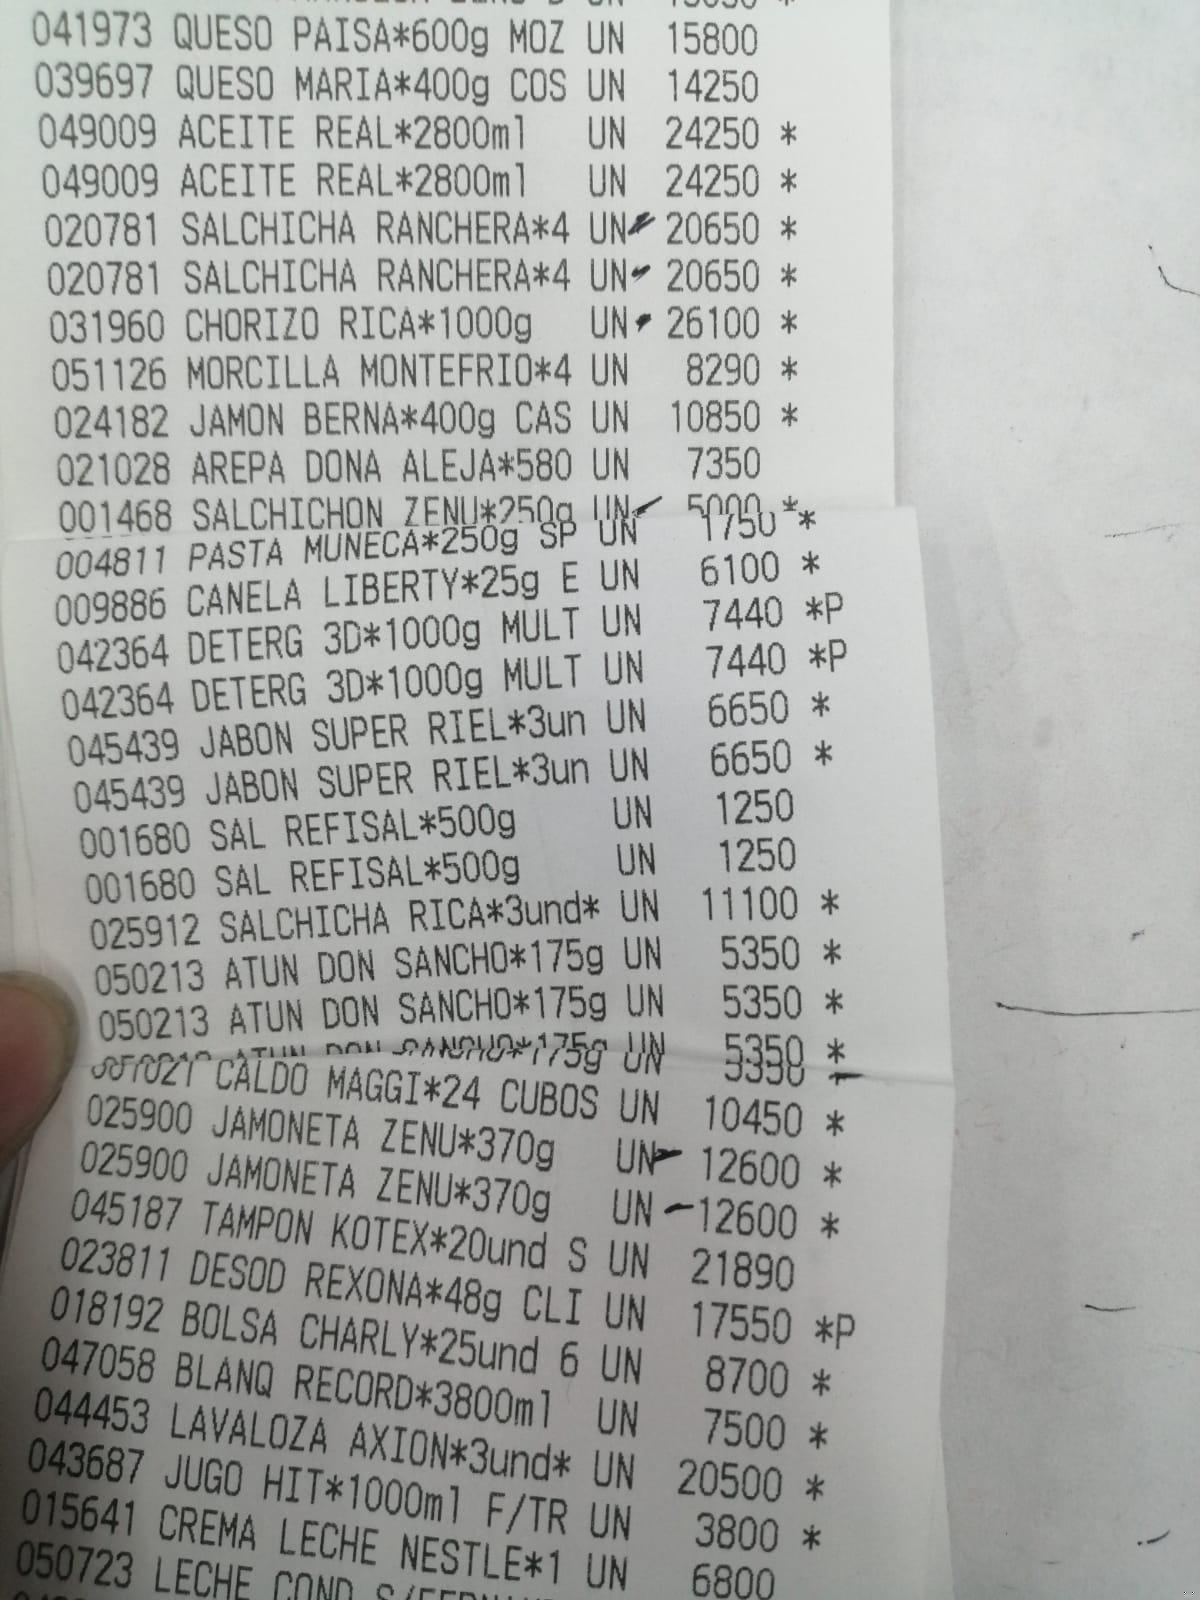 041973 QUESO PAISA*600g MOZ UN 15800
039697 QUESO MARIA*400g COS UN 14250
049009 ACEITE REAL*2800ml UN 24250 *
049009 ACEITE REAL*2800ml UN 24250 *
020781 SALCHICHA RANCHERA*4 UN 20650 *
020781 SALCHICHA RANCHERA*4 UN 20650 *
031960 CHORIZO RICA*1000g UN 26100 *
051126 MORCILLA MONTEFRIO*4 UN 8290 *
024182 JAMON BERNA*400g CAS UN 10850 *
021028 AREPA DONA ALEJA*580 UN 7350
001468 SALCHICHON ZENU*250g UN 5000 *
004811 PASTA MUNECA*250g SP UN 1750 *
009886 CANELA LIBERTY*25g E UN 6100 *
042364 DETERG 3D*1000g MULT UN 7440 *P
042364 DETERG 3D*1000g MULT UN 7440 *P
045439 JABON SUPER RIEL*3un UN 6650 *
045439 JABON SUPER RIEL*3un UN 6650 *
001680 SAL REFISAL*500g UN 1250
001680 SAL REFISAL*500g UN 1250
025912 SALCHICHA RICA*3und* UN 11100 *
050213 ATUN DON SANCHO*175g UN 5350 *
050213 ATUN DON SANCHO*175g UN 5350 *
050213 ATUN DON SANCHO*175g UN 5350 *
CALDO MAGGI*24 CUBOS UN 10450 *
025900 JAMONETA ZENU*370g UN 12600 *
025900 JAMONETA ZENU*370g UN 12600 *
045187 TAMPON KOTEX*20und S UN 21890
023811 DESOD REXONA*48g CLI UN 17550 *P
018192 BOLSA CHARLY*25und 6 UN 8700 *
047058 BLANQ RECORD*3800ml UN 7500 *
044453 LAVALOZA AXION*3und* UN 20500 *
043687 JUGO HIT*1000ml F/TR UN 3800 *
015641 CREMA LECHE NESTLE*1 UN 6800
050723 LECHE COND